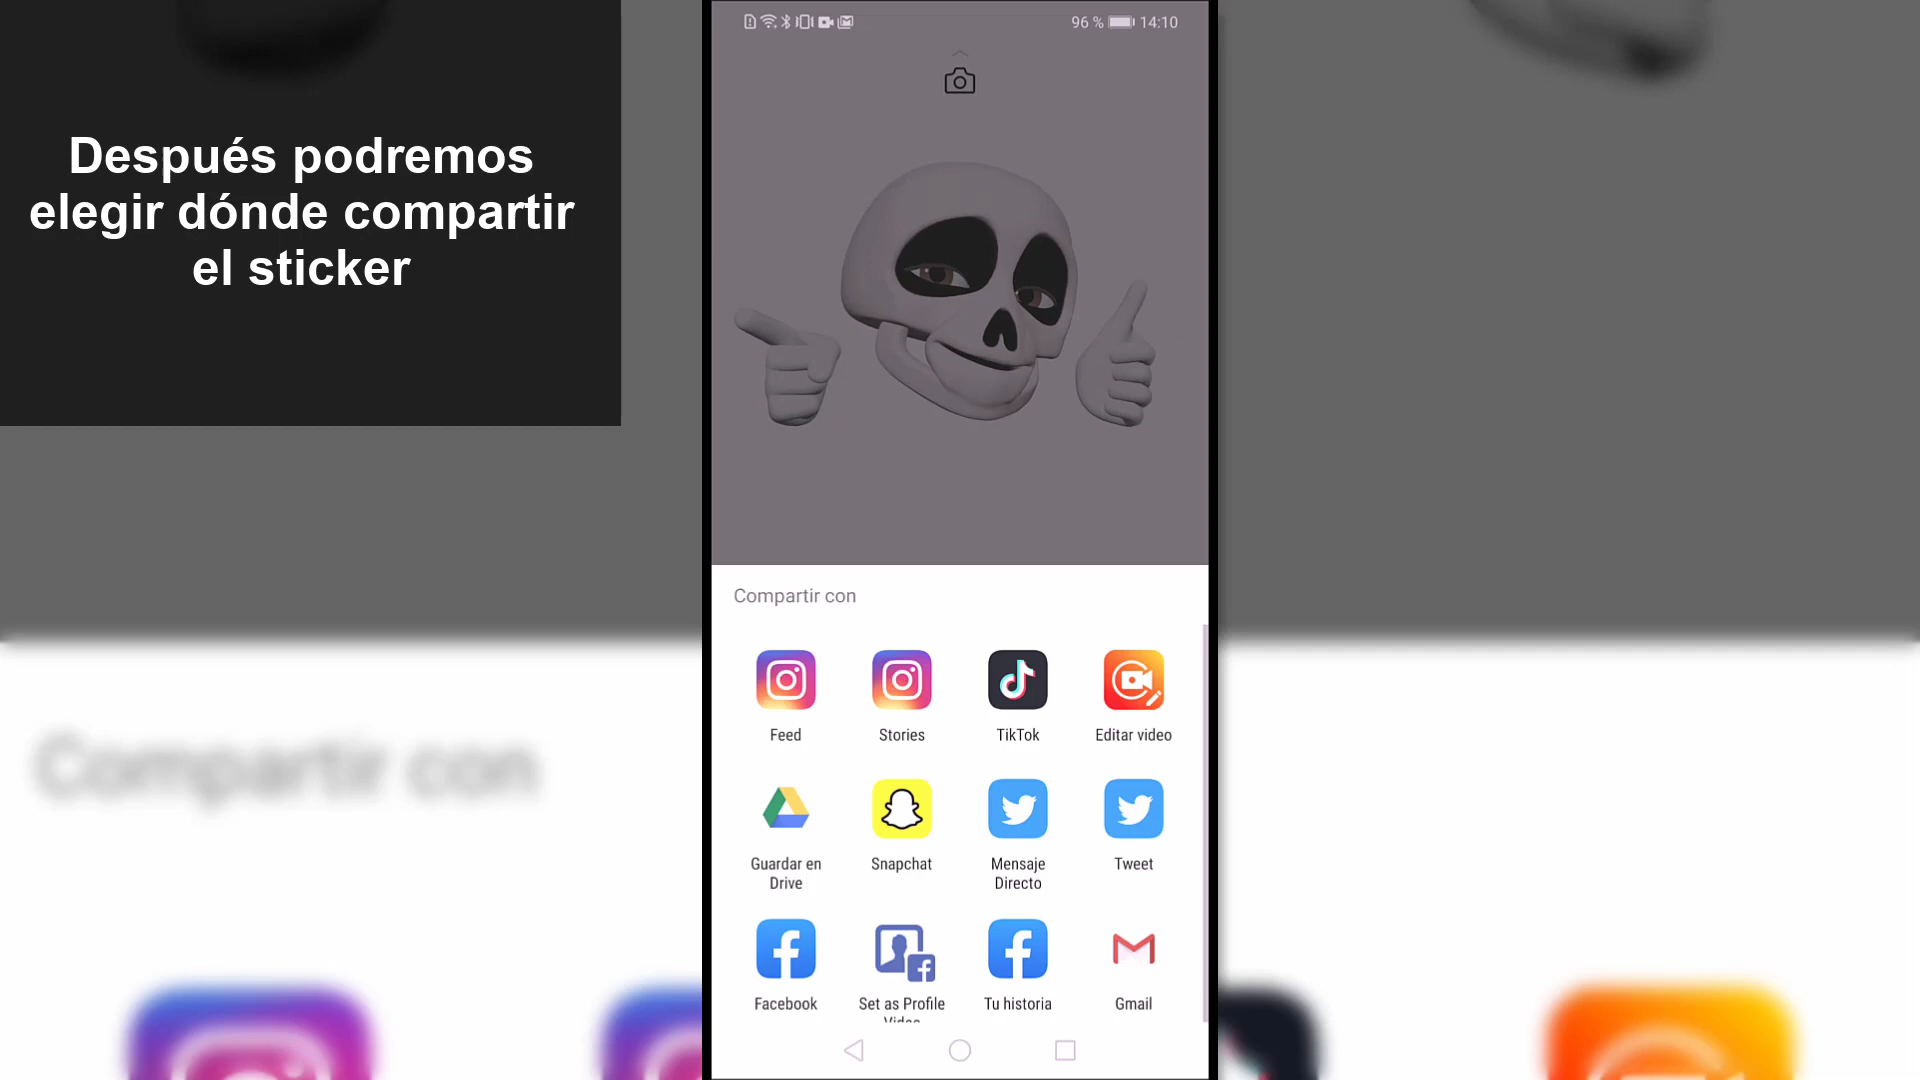 Después podremos
elegir dónde compartir
el sticker
96 % 14:10
Compartir con
Feed
Stories
TikTok
Editar video
Guardar en
Drive
Snapchat
Mensaje
Directo
Tweet
Facebook
Set as Profile
Video
Tu historia
Gmail
Compartir con